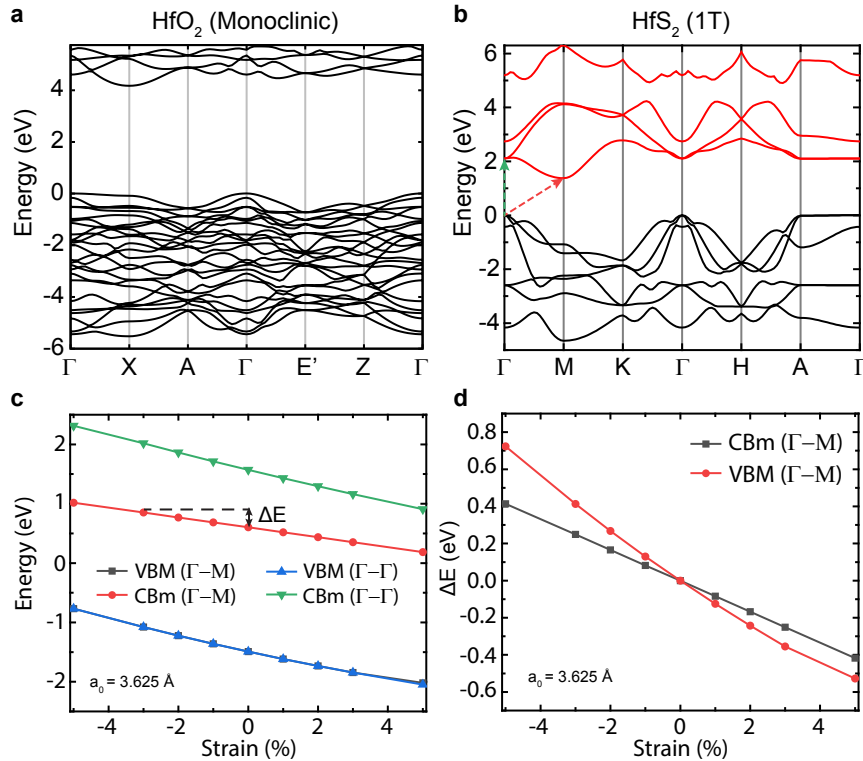 a
HfO₂ (Monoclinic)
Energy (eV)
4
2
0
-2
-4
-6
Γ X A Γ E' Z Γ
b
HfS₂ (1T)
Energy (eV)
6
4
2
0
-2
-4
Γ M K Γ H A Γ
c
Energy (eV)
2
1
0
-1
-2
ΔE
VBM (Γ–M) VBM (Γ–Γ)
CBm (Γ–M) CBm (Γ–Γ)
a₀ = 3.625 Å
-4 -2 0 2 4
Strain (%)
d
ΔE (eV)
0.8
0.6
0.4
0.2
0.0
-0.2
-0.4
-0.6
CBm (Γ–M)
VBM (Γ–M)
a₀ = 3.625 Å
-4 -2 0 2 4
Strain (%)